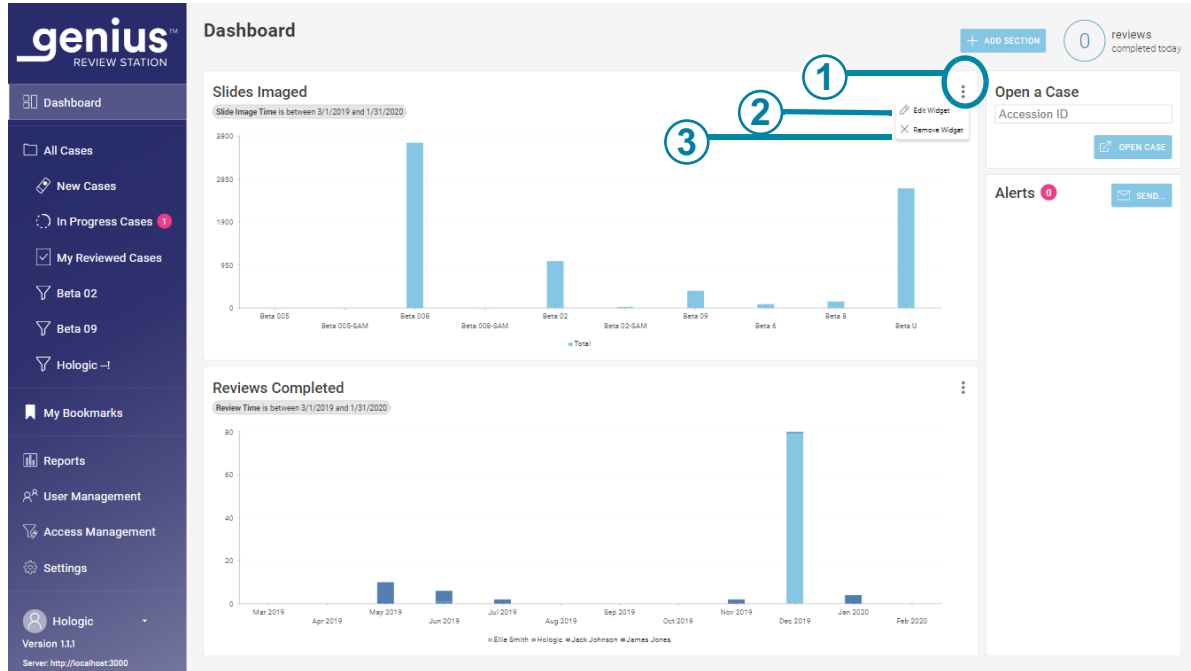 genius™
REVIEW STATION
Dashboard
All Cases
New Cases
In Progress Cases 1
My Reviewed Cases
Beta 02
Beta 09
Hologic --!
My Bookmarks
Reports
User Management
Access Management
Settings
Hologic
Version 1.1.1
Server: http://localhost:3000
Dashboard
+ ADD SECTION
0
reviews
completed today
Slides Imaged
Slide Image Time is between 3/1/2019 and 1/31/2020
1
2
3
Edit Widget
Remove Widget
3800
2850
1900
950
0
Beta 005
Beta 005-SAM
Beta 008
Beta 008-SAM
Beta 02
Beta 02-SAM
Beta 09
Beta 6
Beta 8
Beta U
Total
Reviews Completed
Review Time is between 3/1/2019 and 1/31/2020
80
60
40
20
0
Mar 2019
Apr 2019
May 2019
Jun 2019
Jul 2019
Aug 2019
Sep 2019
Oct 2019
Nov 2019
Dec 2019
Jan 2020
Feb 2020
Ellie Smith Hologic Jack Johnson James Jones
Open a Case
Accession ID
OPEN CASE
Alerts 0
SEND...